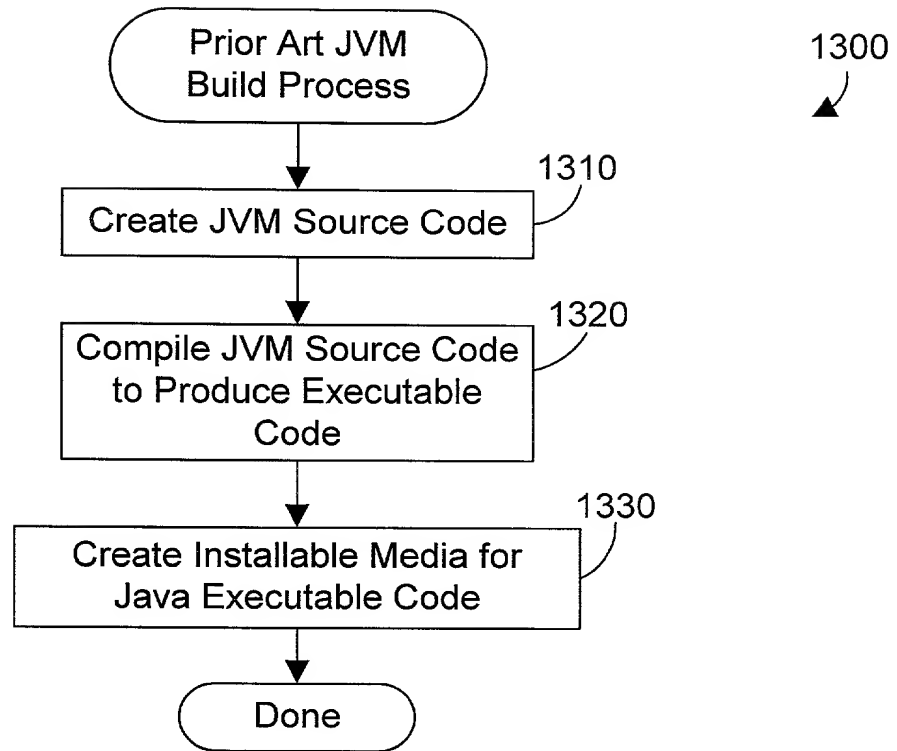 Prior Art JVM
Build Process
1300
1310
Create JVM Source Code
1320
Compile JVM Source Code
to Produce Executable
Code
1330
Create Installable Media for
Java Executable Code
Done